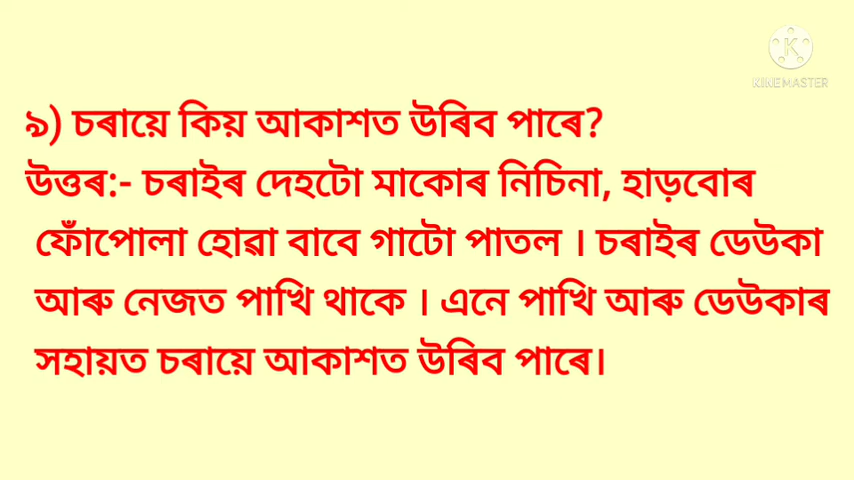 KINEMASTER
৯) চৰায়ে কিয় আকাশত উৰিব পাৰে?
উত্তৰ:- চৰাইৰ দেহটো মাকোৰ নিচিনা, হাড়বোৰ
ফোঁপোলা হোৱা বাবে গাটো পাতল । চৰাইৰ ডেউকা
আৰু নেজত পাখি থাকে । এনে পাখি আৰু ডেউকাৰ
সহায়ত চৰায়ে আকাশত উৰিব পাৰে।